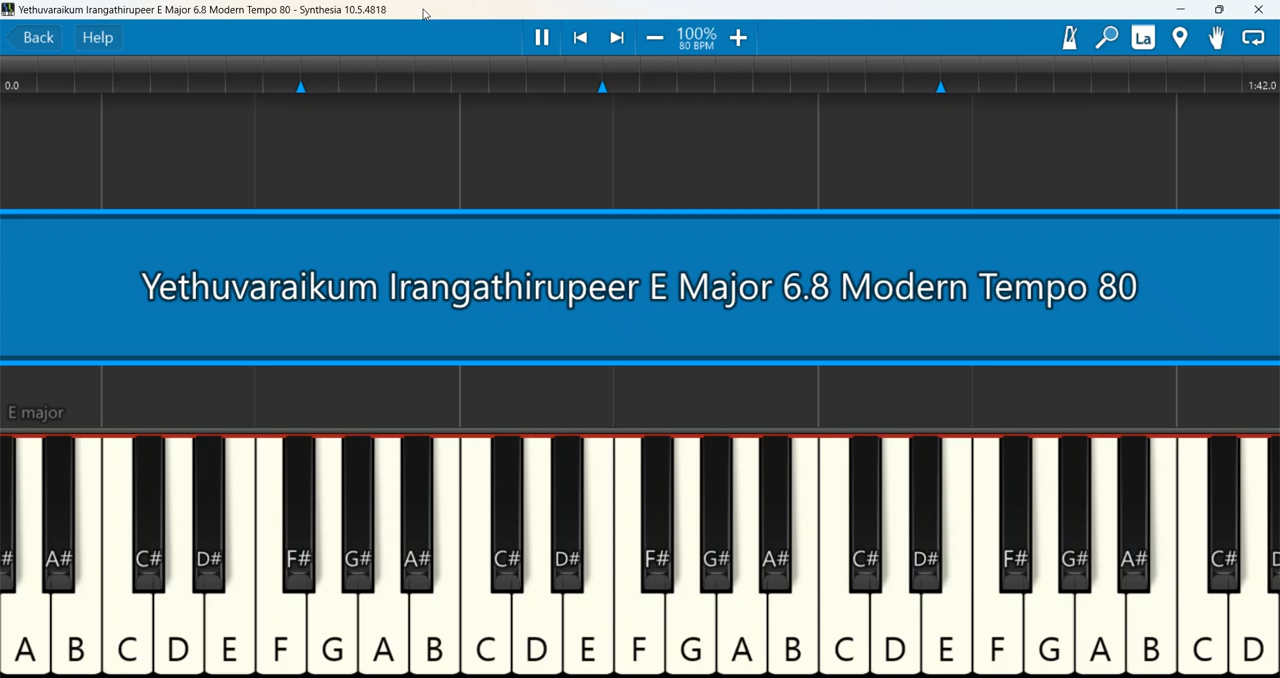 Yethuvaraikum Irangathirupeer E Major 6.8 Modern Tempo 80 - Synthesia 10.5.4818
Back Help 100% La
80 BPM
0.0 1:42.0
Yethuvaraikum Irangathirupeer E Major 6.8 Modern Tempo 80
E major
# A# C# D# F# G# A# C# D# F# G# A# C# D# F# G# A# C# D
A B C D E F G A B C D E F G A B C D E F G A B C D